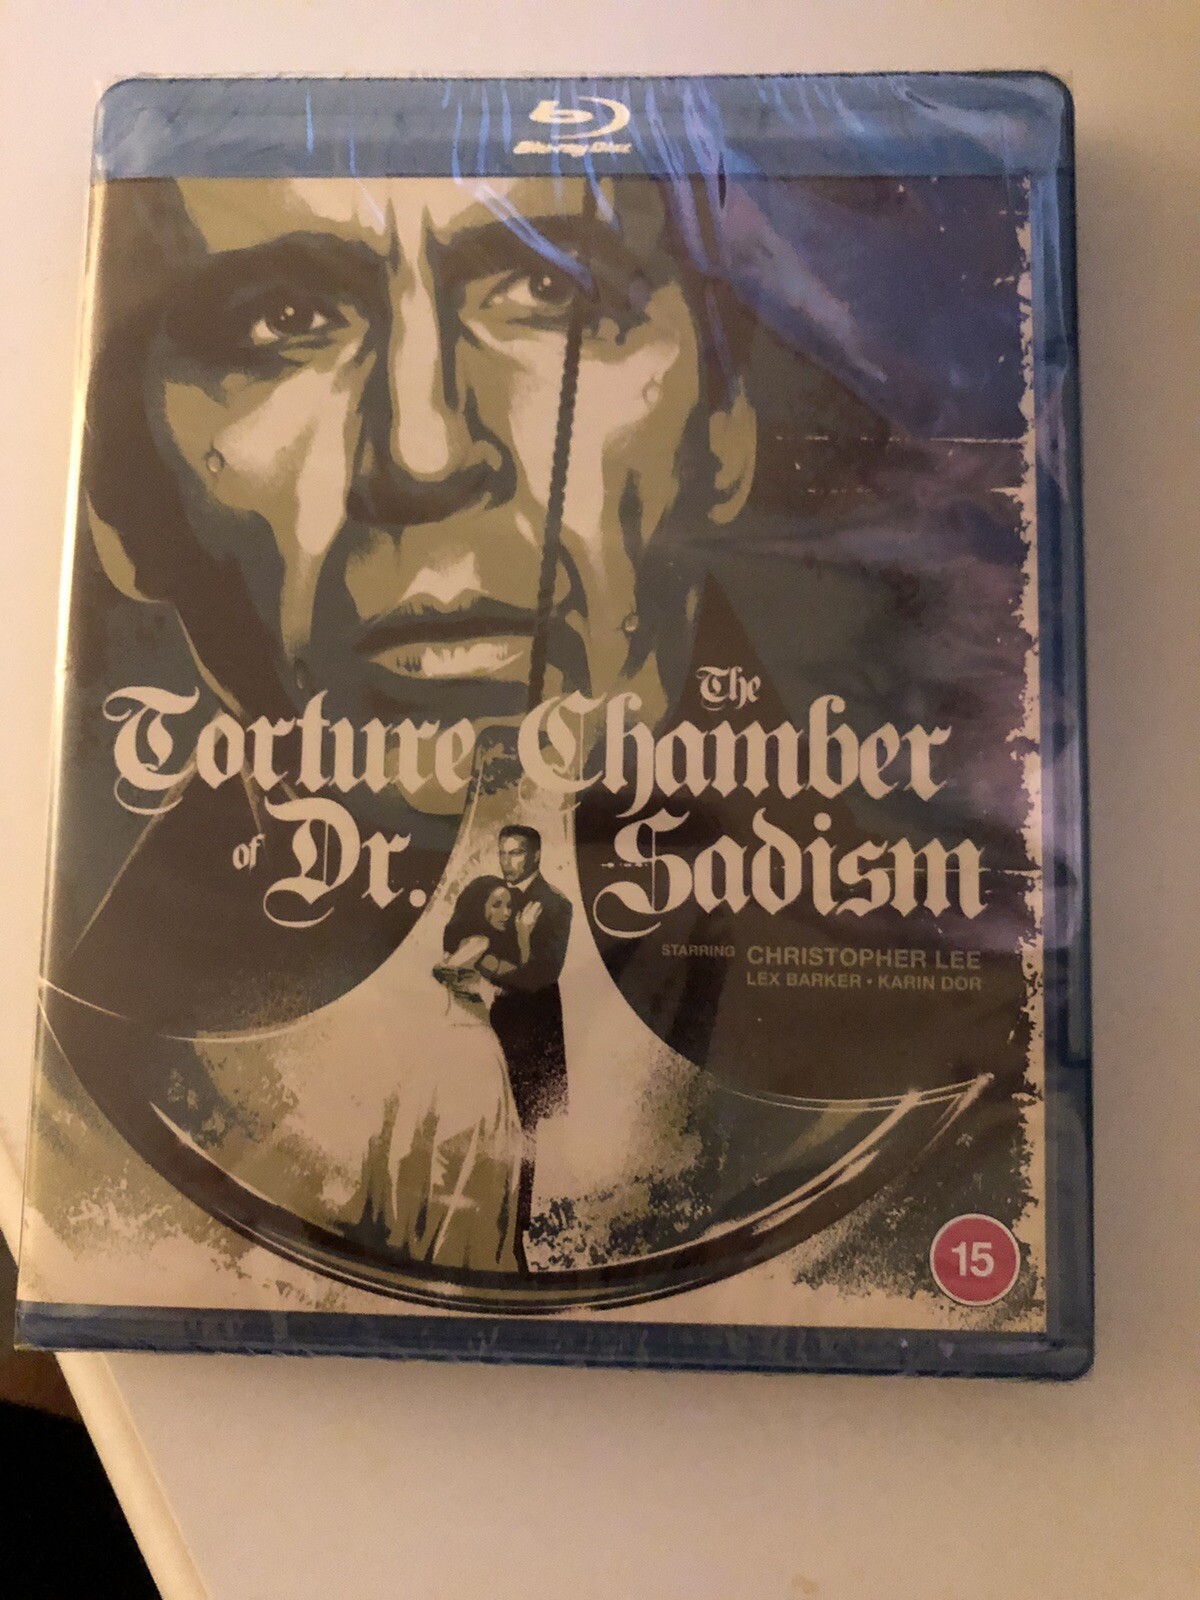 Blu-ray Disc
The
Torture Chamber
of Dr. Sadism
STARRING CHRISTOPHER LEE
LEX BARKER • KARIN DOR
15